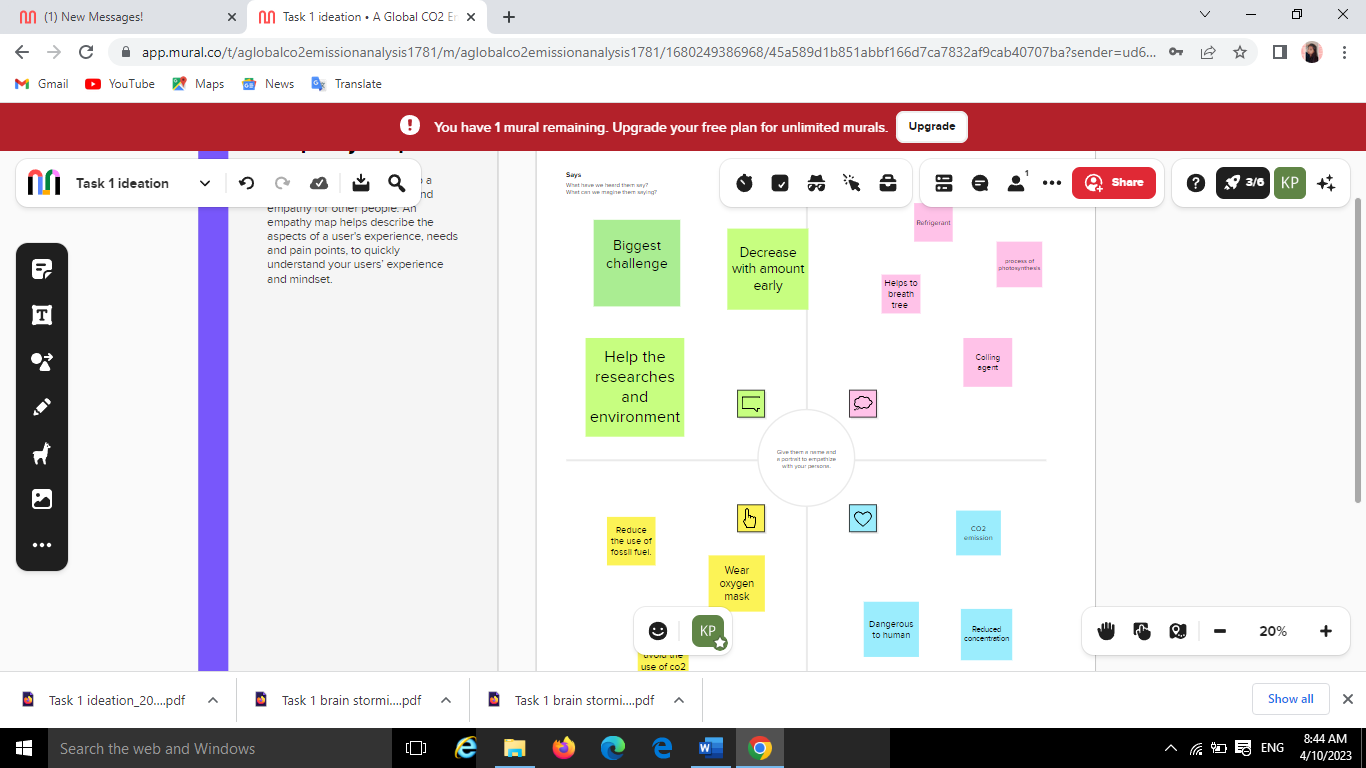 (1) New Messages!
Task 1 ideation • A Global CO2 Er
app.mural.co/t/aglobalco2emissionanalysis1781/m/aglobalco2emissionanalysis1781/1680249386968/45a589d1b851abbf166d7ca7832af9cab40707ba?sender=ud6...
Gmail
YouTube
Maps
News
Translate
You have 1 mural remaining. Upgrade your free plan for unlimited murals.
Upgrade
Task 1 ideation
Share
3/6
KP
1
a
empathy for other people. An
empathy map helps describe the
aspects of a user's experience, needs
and pain points, to quickly
understand your users' experience
and mindset.
Says
What have we heard them say?
What can we magine them saying?
Biggest
challenge
Decrease
with amount
early
Help the
researches
and
environment
Refrigerant
process of
photosynthesis
Helps to
breath
tree
Colling
agent
Give them a name and
a portrait to empathize
with your persona.
Reduce
the use of
fossil fuel.
Wear
oxygen
mask
avoid the
use of co2
CO2
emission
Dangerous
to human
Reduced
concentration
KP
20%
Task 1 ideation_20....pdf
Task 1 brain stormi....pdf
Task 1 brain stormi....pdf
Show all
Search the web and Windows
ENG
8:44 AM
4/10/2023